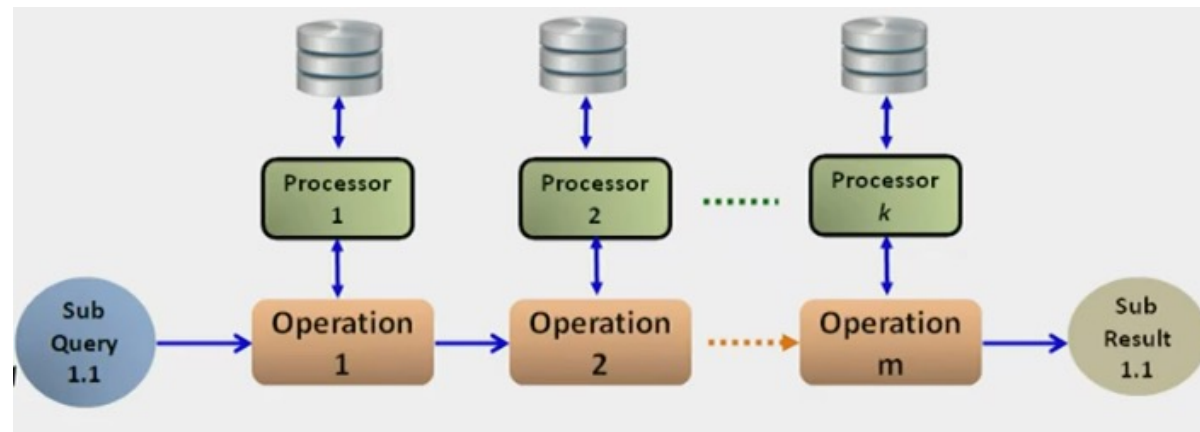 Processor
1
Processor
2
Processor
k
Sub
Query
1.1
Operation
1
Operation
2
Operation
m
Sub
Result
1.1